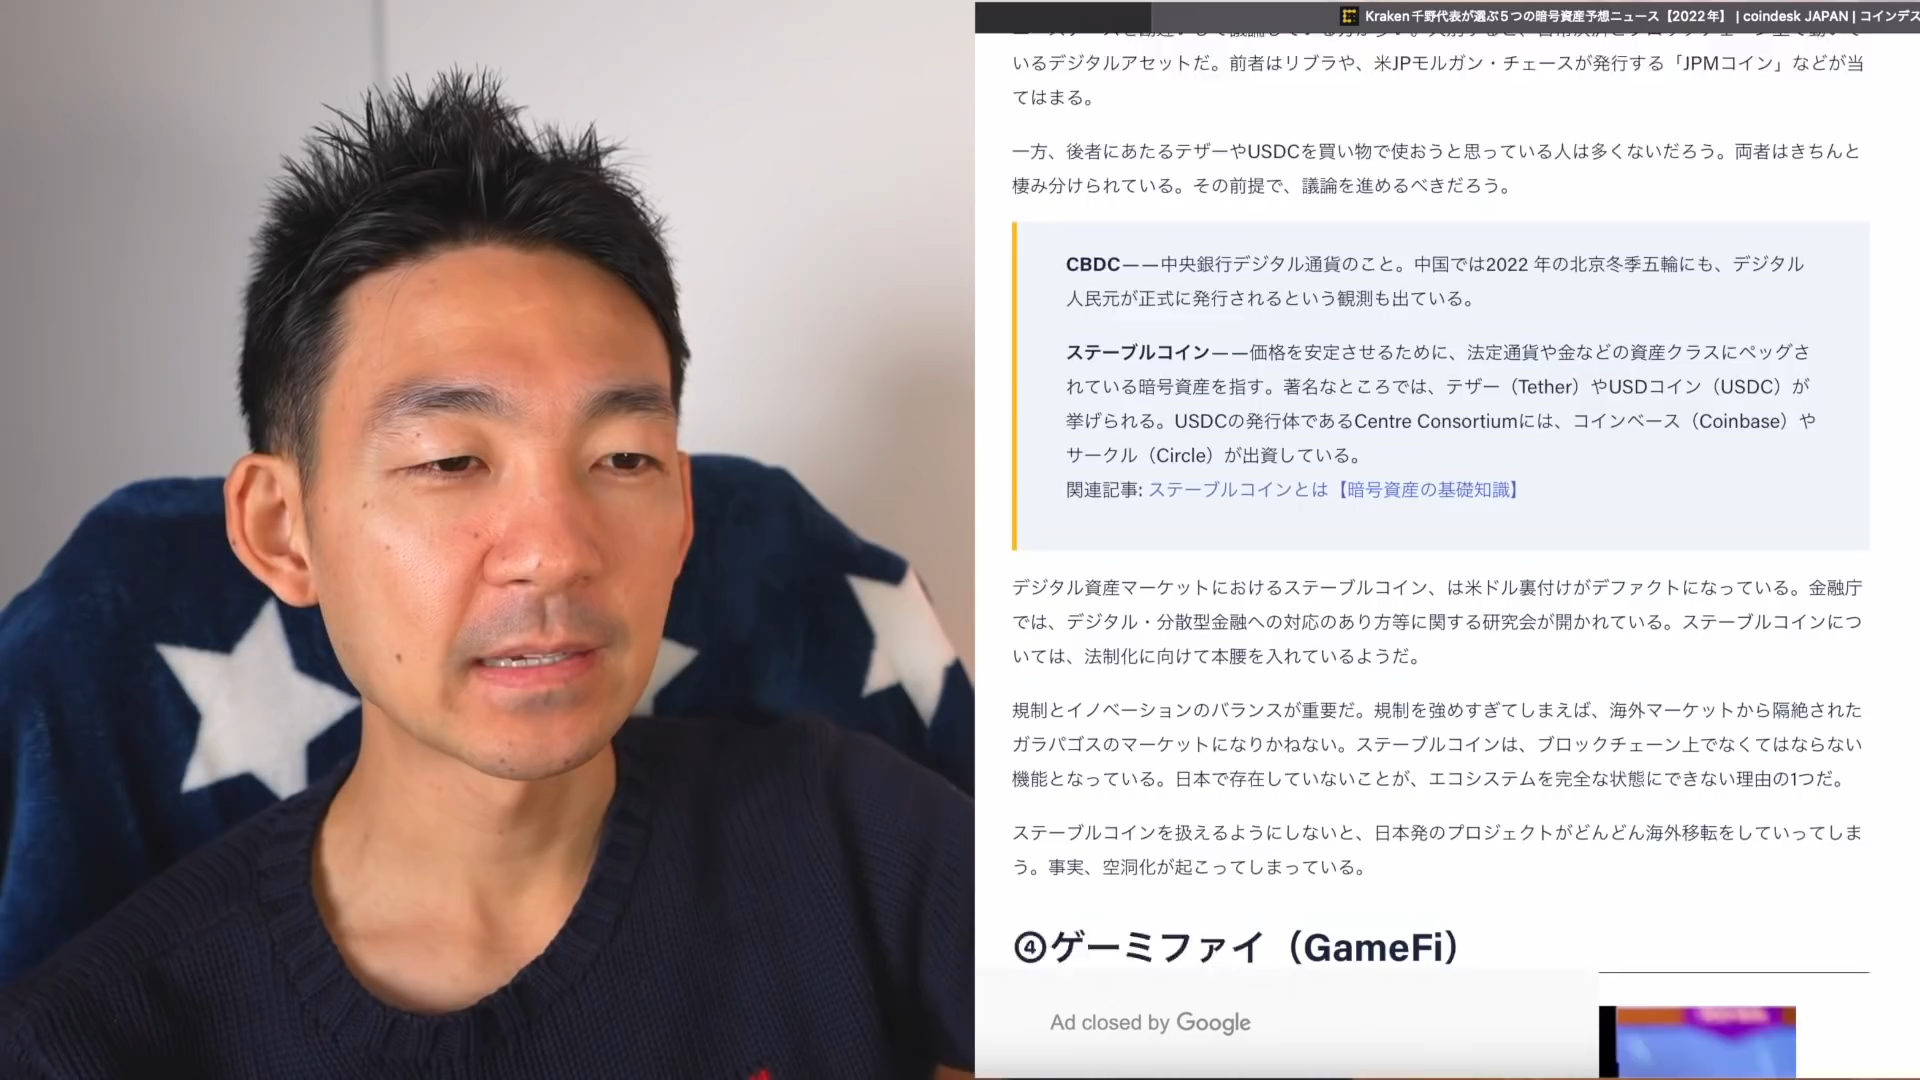 Kraken千野代表が選ぶ5つの暗号資産予想ニュース【2022年】 | coindesk JAPAN | コインデス
いるデジタルアセットだ。前者はリブラや、米JPモルガン・チェースが発行する「JPMコイン」などが当
てはまる。
一方、後者にあたるテザーやUSDCを買い物で使おうと思っている人は多くないだろう。両者はきちんと
棲み分けられている。その前提で、議論を進めるべきだろう。
CBDC——中央銀行デジタル通貨のこと。中国では2022 年の北京冬季五輪にも、デジタル
人民元が正式に発行されるという観測も出ている。
ステーブルコイン——価格を安定させるために、法定通貨や金などの資産クラスにペッグさ
れている暗号資産を指す。著名なところでは、テザー（Tether）やUSDコイン（USDC）が
挙げられる。USDCの発行体であるCentre Consortiumには、コインベース（Coinbase）や
サークル（Circle）が出資している。
関連記事: ステーブルコインとは【暗号資産の基礎知識】
デジタル資産マーケットにおけるステーブルコイン、は米ドル裏付けがデファクトになっている。金融庁
では、デジタル・分散型金融への対応のあり方等に関する研究会が開かれている。ステーブルコインにつ
いては、法制化に向けて本腰を入れているようだ。
規制とイノベーションのバランスが重要だ。規制を強めすぎてしまえば、海外マーケットから隔絶された
ガラパゴスのマーケットになりかねない。ステーブルコインは、ブロックチェーン上でなくてはならない
機能となっている。日本で存在していないことが、エコシステムを完全な状態にできない理由の1つだ。
ステーブルコインを扱えるようにしないと、日本発のプロジェクトがどんどん海外移転をしていってしま
う。事実、空洞化が起こってしまっている。
④ゲーミファイ（GameFi）
Ad closed by Google